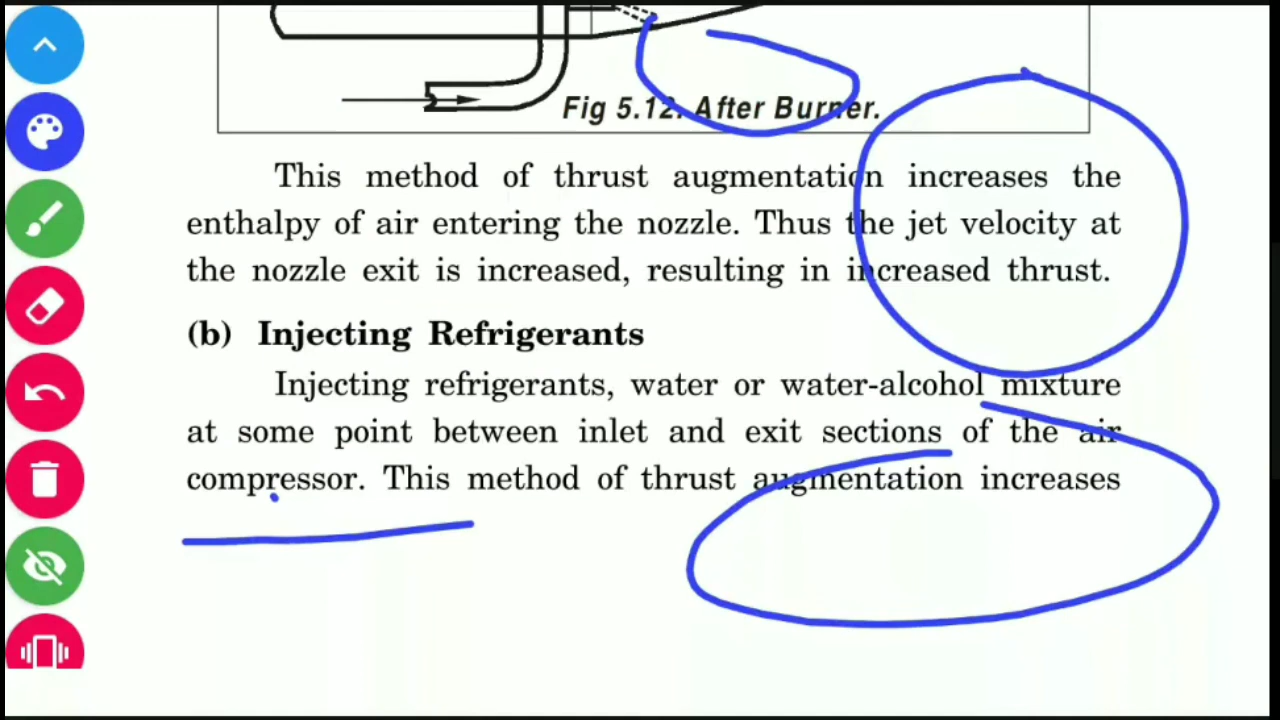 Fig 5.12. After Burner.
This method of thrust augmentation increases the
enthalpy of air entering the nozzle. Thus the jet velocity at
the nozzle exit is increased, resulting in increased thrust.
(b) Injecting Refrigerants
Injecting refrigerants, water or water-alcohol mixture
at some point between inlet and exit sections of the air
compressor. This method of thrust augmentation increases